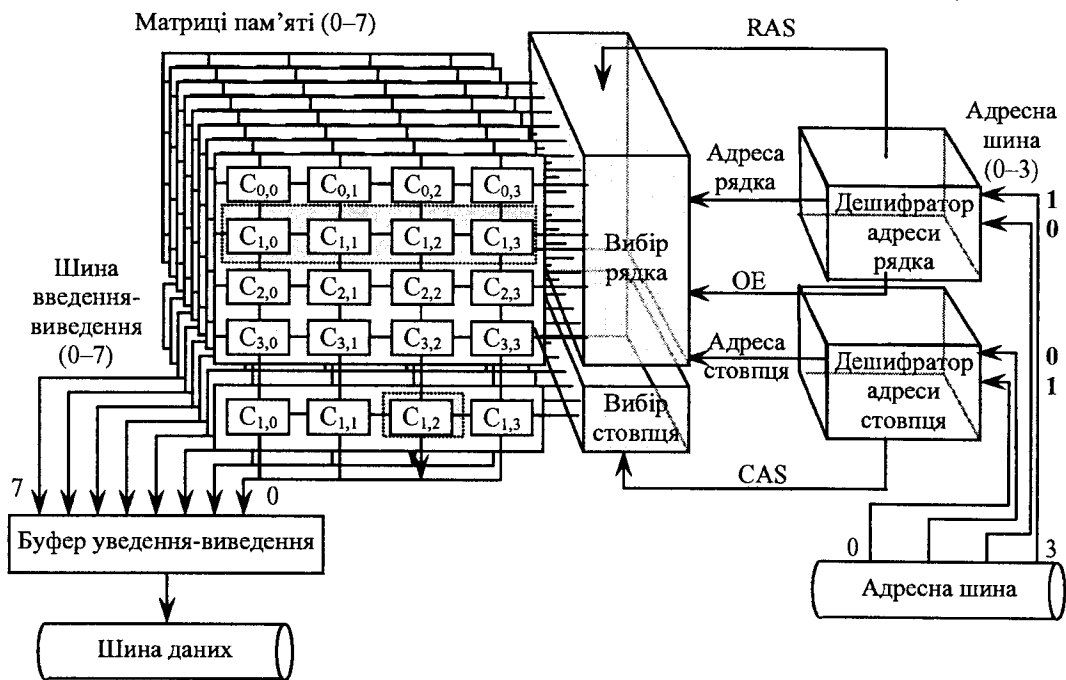 Матриці пам’яті (0–7)
RAS
Адресна
шина
(0–3)
Адреса
рядка
C0,0 C0,1 C0,2 C0,3
C1,0 C1,1 C1,2 C1,3
C2,0 C2,1 C2,2 C2,3
C3,0 C3,1 C3,2 C3,3
C1,0 C1,1 C1,2 C1,3
Вибір
рядка
Дешифратор
адреси
рядка
1
0
Шина
введення-
виведення
(0–7)
OE
Адреса
стовпця
Дешифратор
адреси
стовпця
0
1
Вибір
стовпця
CAS
7
0
Буфер уведення-виведення
0
3
Адресна шина
Шина даних